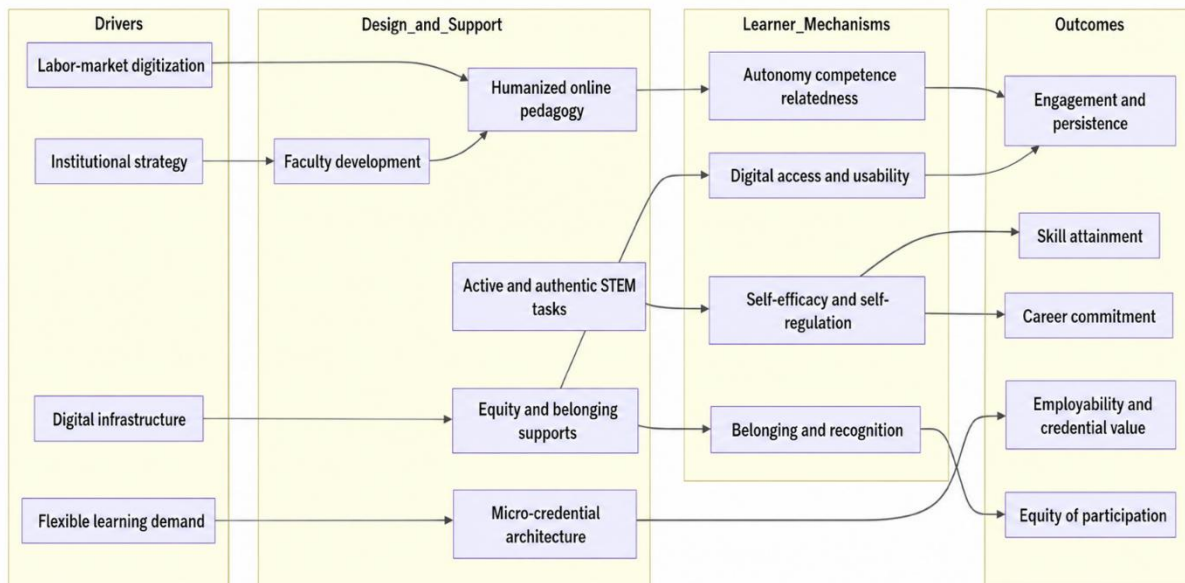 Drivers
Labor-market digitization
Institutional strategy
Digital infrastructure
Flexible learning demand
Design_and_Support
Humanized online
pedagogy
Faculty development
Active and authentic STEM
tasks
Equity and belonging
supports
Micro-credential
architecture
Learner_Mechanisms
Autonomy competence
relatedness
Digital access and usability
Self-efficacy and self-
regulation
Belonging and recognition
Outcomes
Engagement and
persistence
Skill attainment
Career commitment
Employability and
credential value
Equity of participation